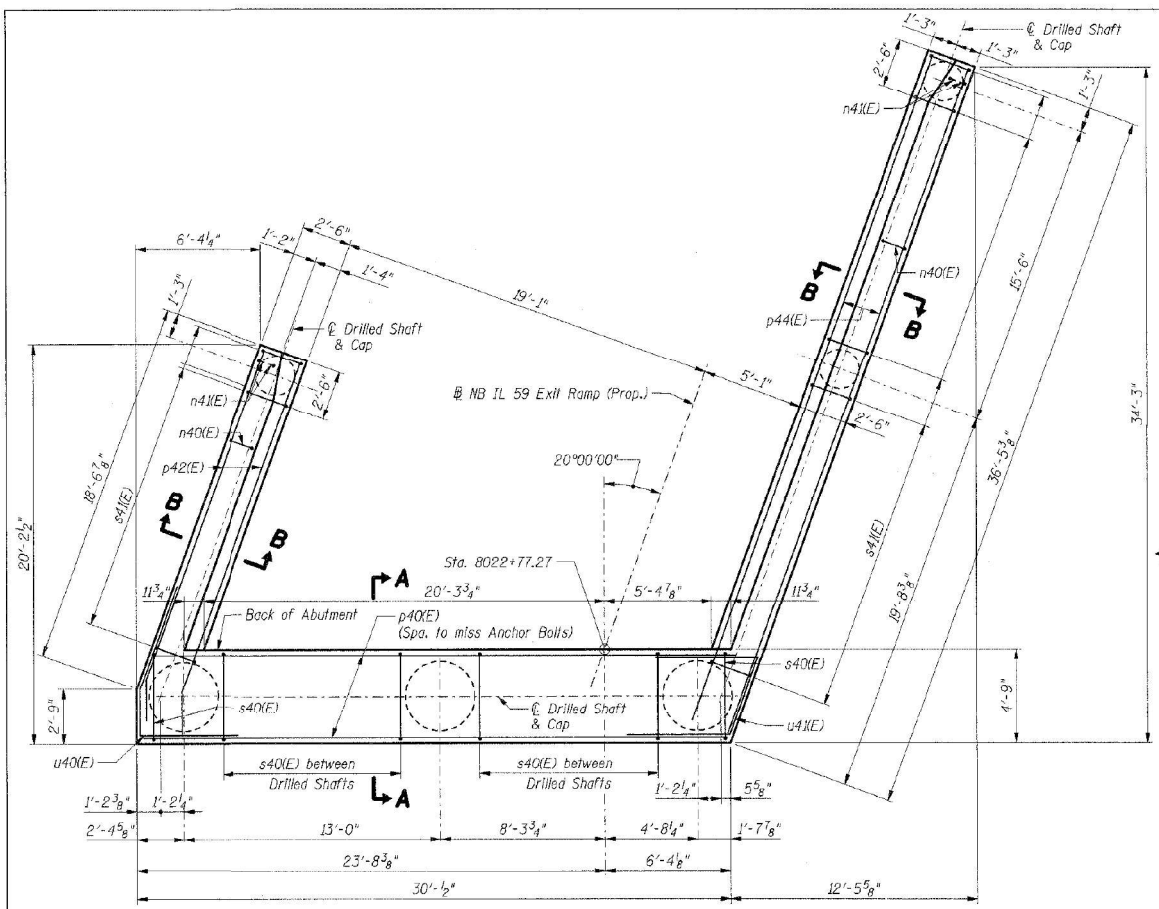 1'-3"
℄ Drilled Shaft
& Cap
1'-3"
2'-6"
n41(E)
1'-3"
2'-6"
6'-4¼"
1'-2"
1'-4"
19'-1"
n40(E)
15'-6"
B
B
p44(E)
℄ Drilled Shaft
& Cap
1'-3"
34'-3"
5'-1"
℔ NB IL 59 Exit Ramp (Prop.)
2'-6"
n41(E)
2'-6"
n40(E)
36'-5⅜"
20°00'00"
p42(E)
18'-6⅞"
s41(E)
s41(E)
B
B
20'-2½"
19'-8⅜"
Sta. 8022+77.27
11¾"
A
20'-3¾"
5'-4⅞"
11¾"
Back of Abutment
p40(E)
(Spa. to miss Anchor Bolts)
s40(E)
4'-9"
2'-9"
s40(E)
℄ Drilled Shaft
& Cap
u41(E)
u40(E)
s40(E) between
Drilled Shafts
s40(E) between
Drilled Shafts
A
1'-2⅜"
1'-2¼"
1'-2¼"
5⅝"
2'-4⅝"
13'-0"
8'-3¾"
4'-8¼"
1'-7⅞"
23'-8⅜"
6'-4⅛"
30'-½"
12'-5⅝"